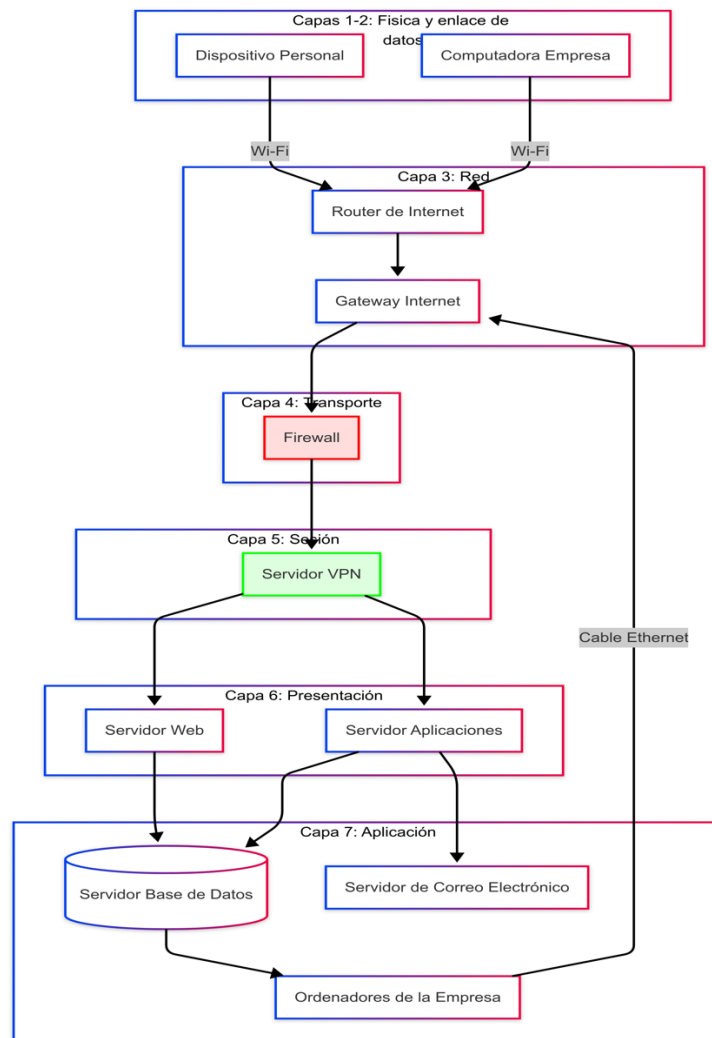 Capas 1-2: Fisica y enlace de
datos
Dispositivo Personal
Computadora Empresa
Wi-Fi
Wi-Fi
Capa 3: Red
Router de Internet
Gateway Internet
Capa 4: Transporte
Firewall
Capa 5: Sesión
Servidor VPN
Cable Ethernet
Capa 6: Presentación
Servidor Web
Servidor Aplicaciones
Capa 7: Aplicación
Servidor Base de Datos
Servidor de Correo Electrónico
Ordenadores de la Empresa